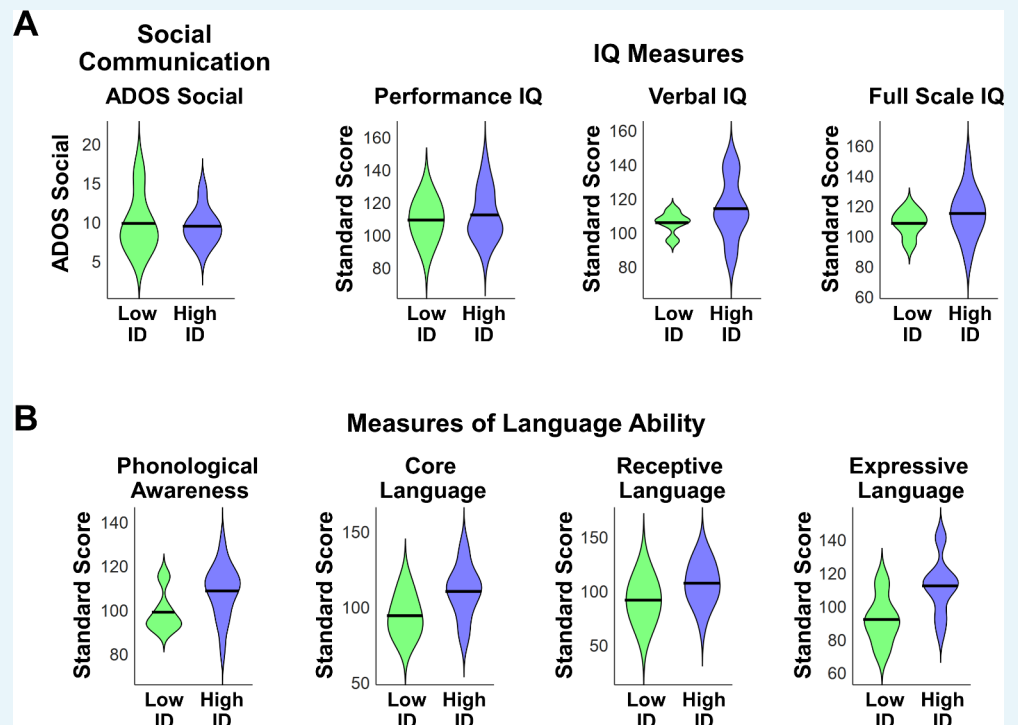 A
Social
Communication
IQ Measures
ADOS Social
Performance IQ
Verbal IQ
Full Scale IQ
ADOS Social
20
15
10
5
Low
ID
High
ID
Standard Score
160
140
120
100
80
Low
ID
High
ID
Standard Score
160
140
120
100
80
Low
ID
High
ID
Standard Score
160
140
120
100
80
60
Low
ID
High
ID
B
Measures of Language Ability
Phonological
Awareness
Core
Language
Receptive
Language
Expressive
Language
Standard Score
140
120
100
80
Low
ID
High
ID
Standard Score
150
100
50
Low
ID
High
ID
Standard Score
150
100
50
Low
ID
High
ID
Standard Score
140
120
100
80
60
Low
ID
High
ID